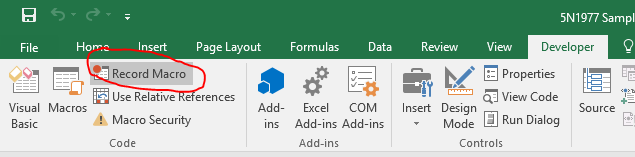 5N1977 Sampl
File Home Insert Page Layout Formulas Data Review View Developer
Visual Basic
Macros
Record Macro
Use Relative References
Macro Security
Code
Add-ins
Excel Add-ins
COM Add-ins
Add-ins
Insert
Design Mode
Properties
View Code
Run Dialog
Controls
Source